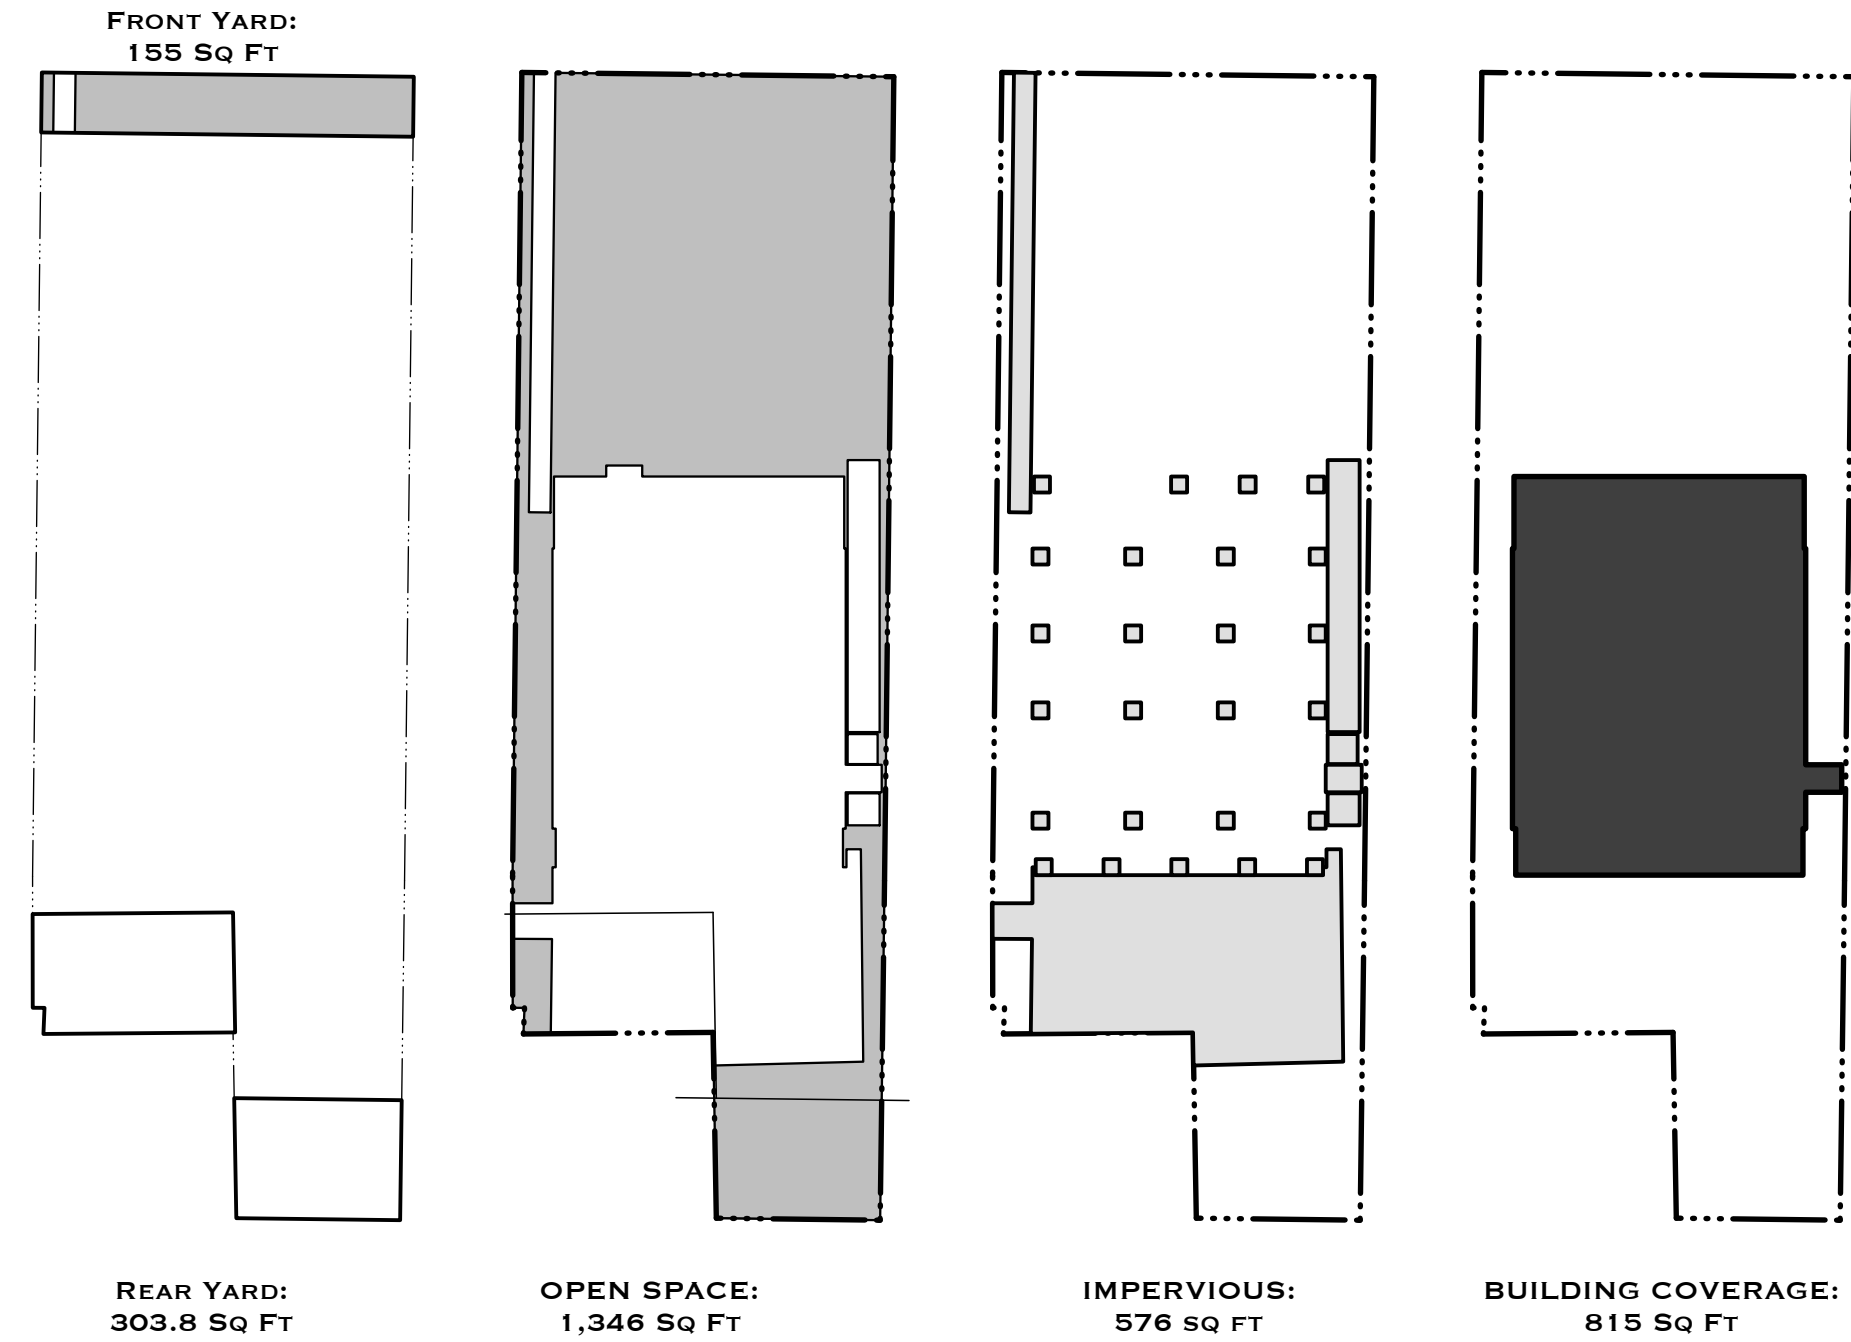 Front Yard:
155 Sq Ft
Rear Yard:
303.8 Sq Ft
OPEN SPACE:
1,346 Sq Ft
IMPERVIOUS:
576 sq ft
BUILDING COVERAGE:
815 Sq Ft